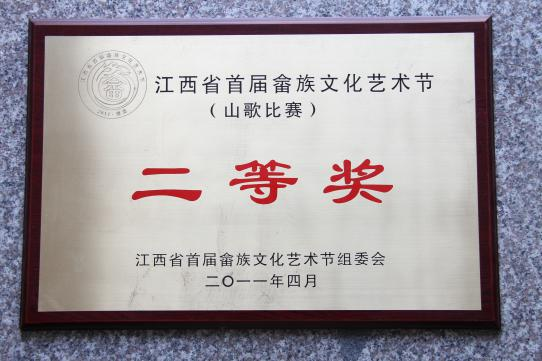 江西省首届畲族文化艺术节
（山歌比赛）
二等奖
江西省首届畲族文化艺术节组委会
二〇一一年四月